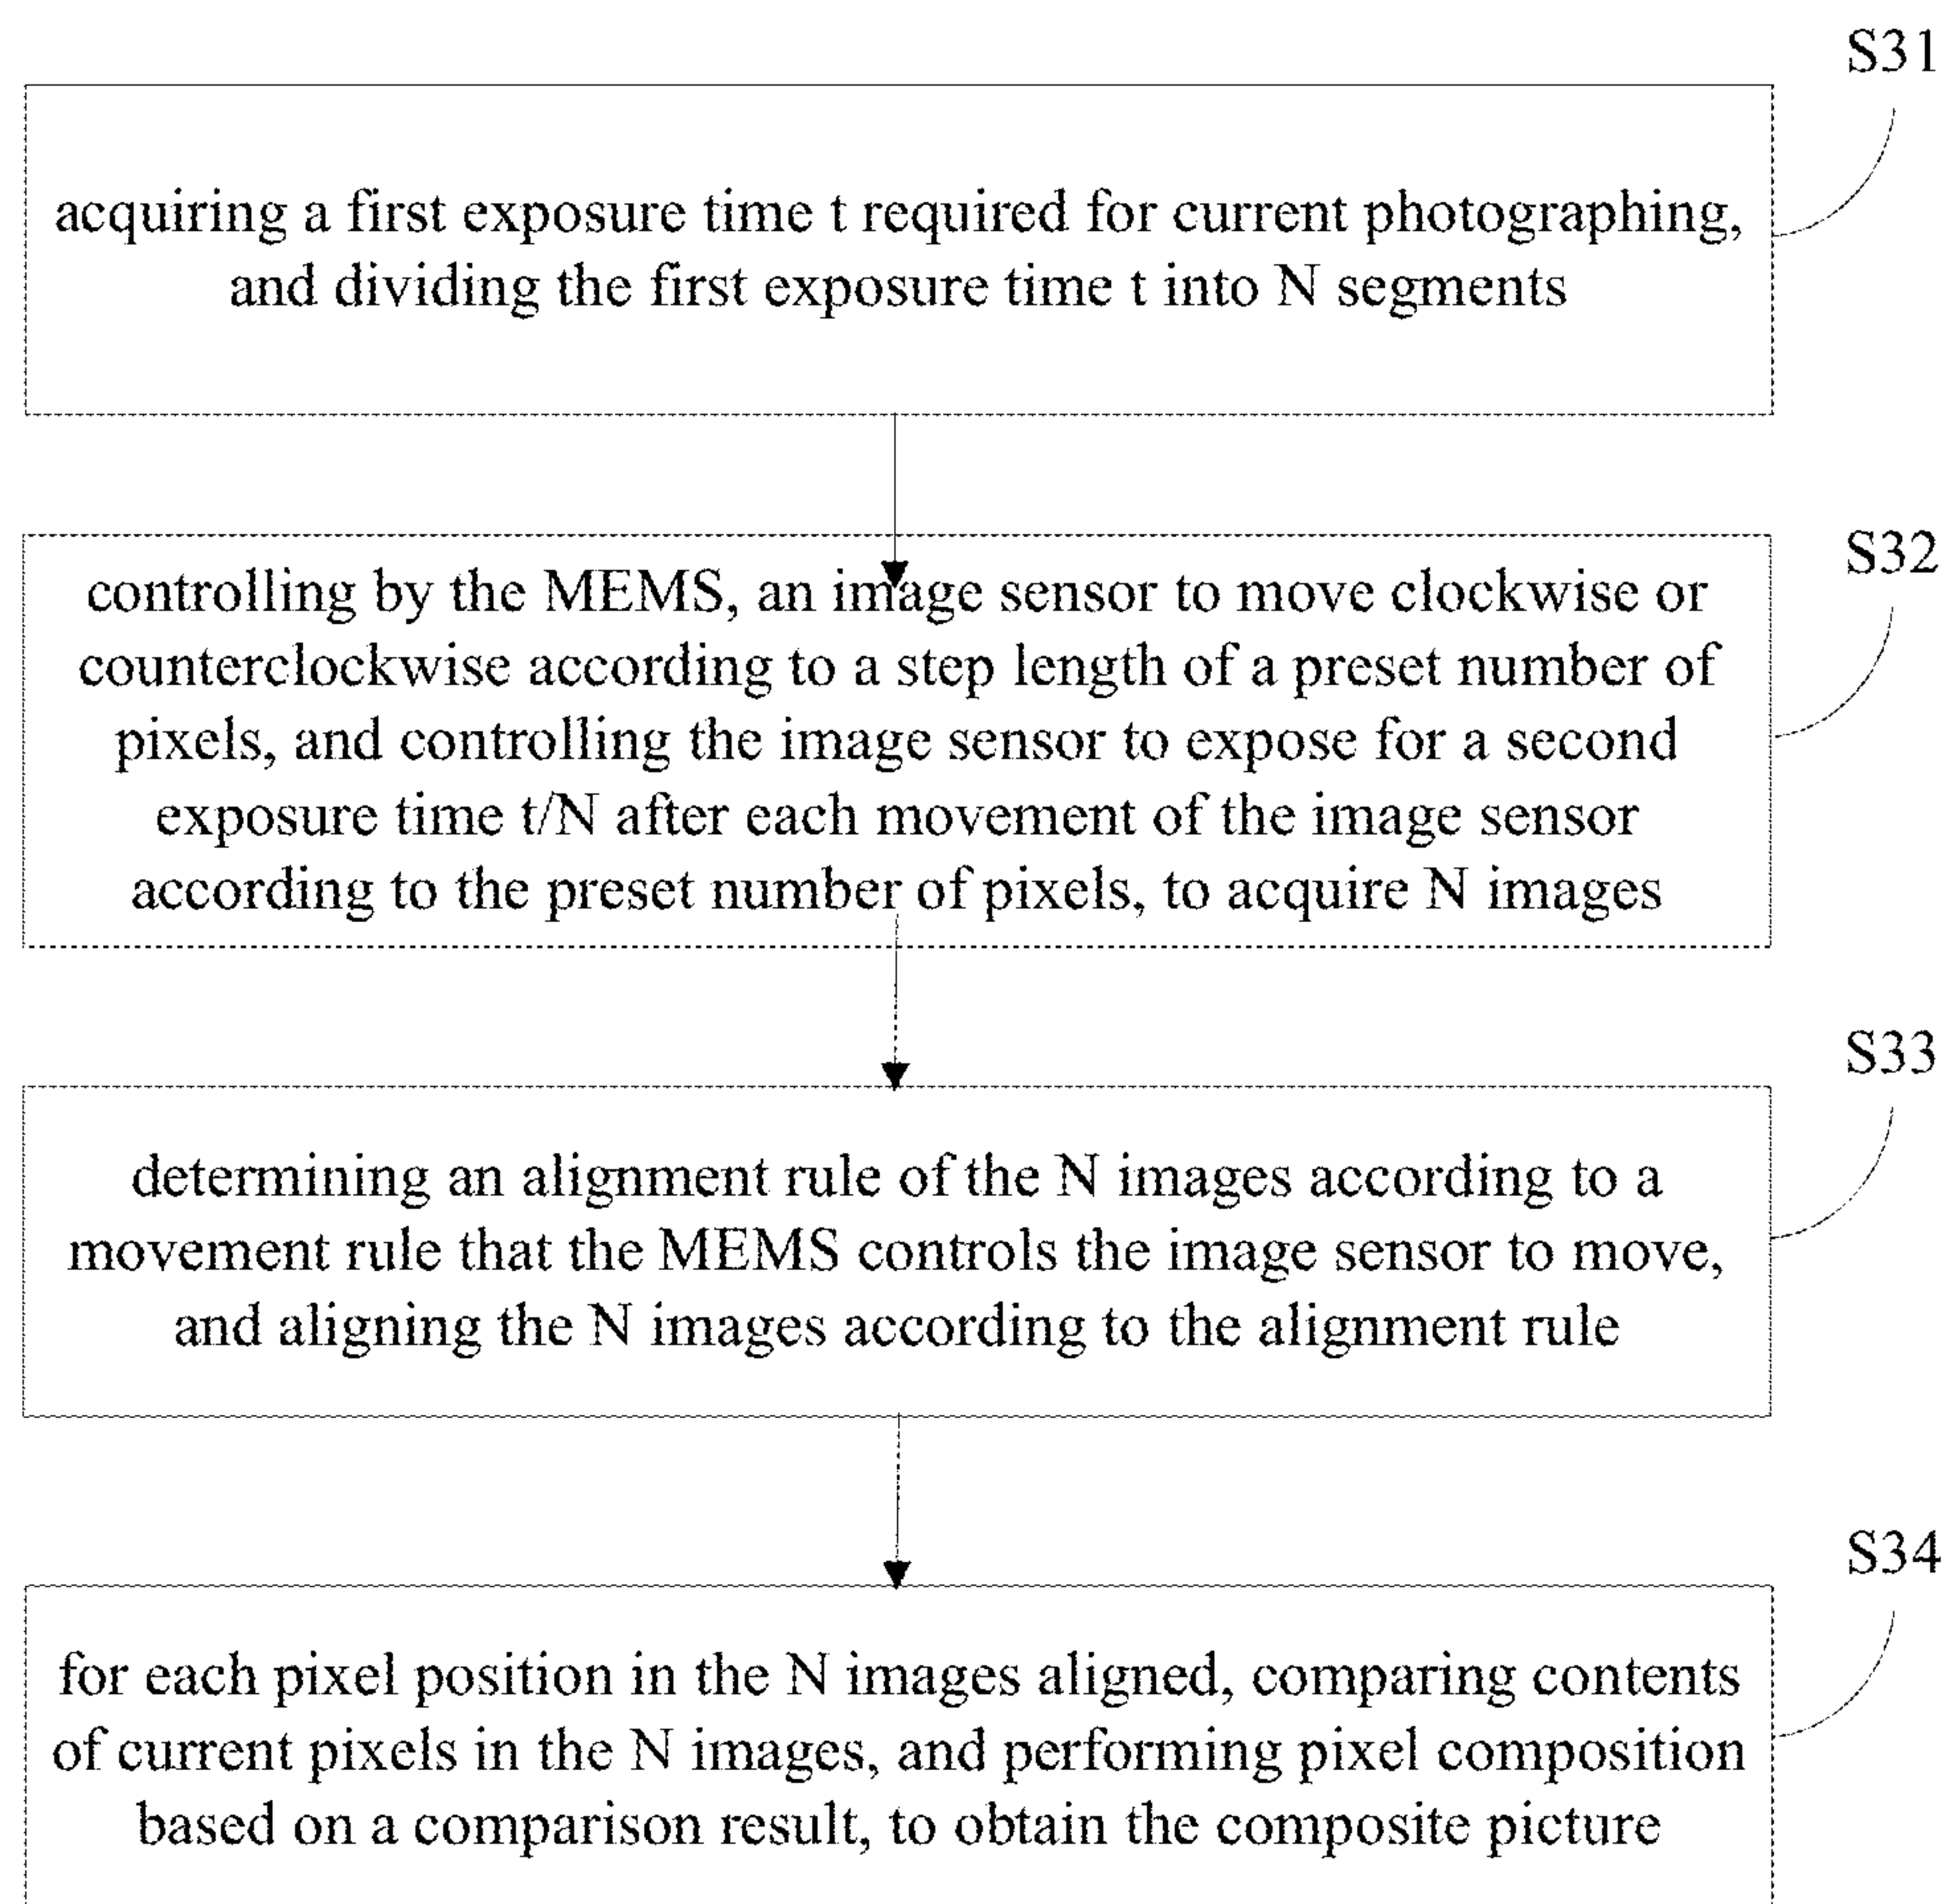 S31
acquiring a first exposure time t required for current photographing,
and dividing the first exposure time t into N segments
S32
controlling by the MEMS, an image sensor to move clockwise or
counterclockwise according to a step length of a preset number of
pixels, and controlling the image sensor to expose for a second
exposure time t/N after each movement of the image sensor
according to the preset number of pixels, to acquire N images
S33
determining an alignment rule of the N images according to a
movement rule that the MEMS controls the image sensor to move,
and aligning the N images according to the alignment rule
S34
for each pixel position in the N images aligned, comparing contents
of current pixels in the N images, and performing pixel composition
based on a comparison result, to obtain the composite picture